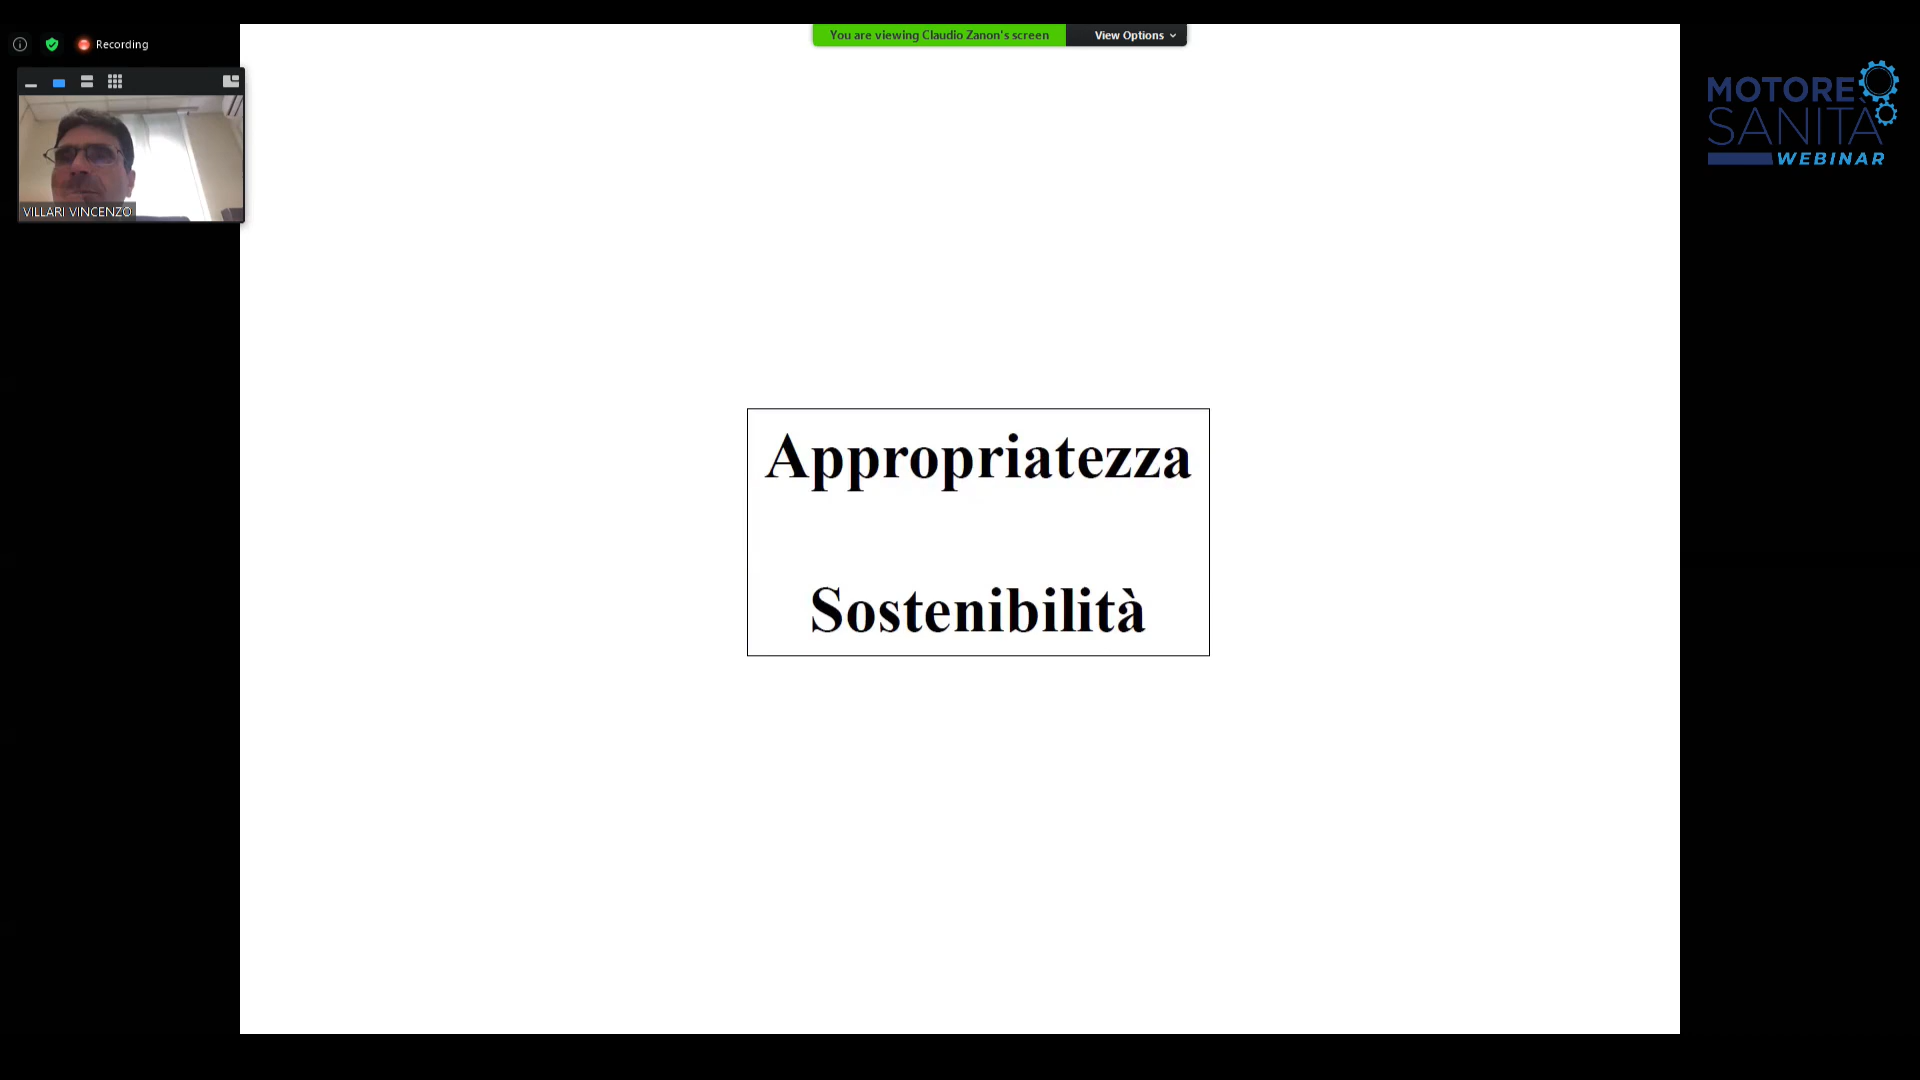 Recording
You are viewing Claudio Zanon's screen
View Options
VILLARI VINCENZO
MOTORE
SANITÀ
WEBINAR
Appropriatezza
Sostenibilità